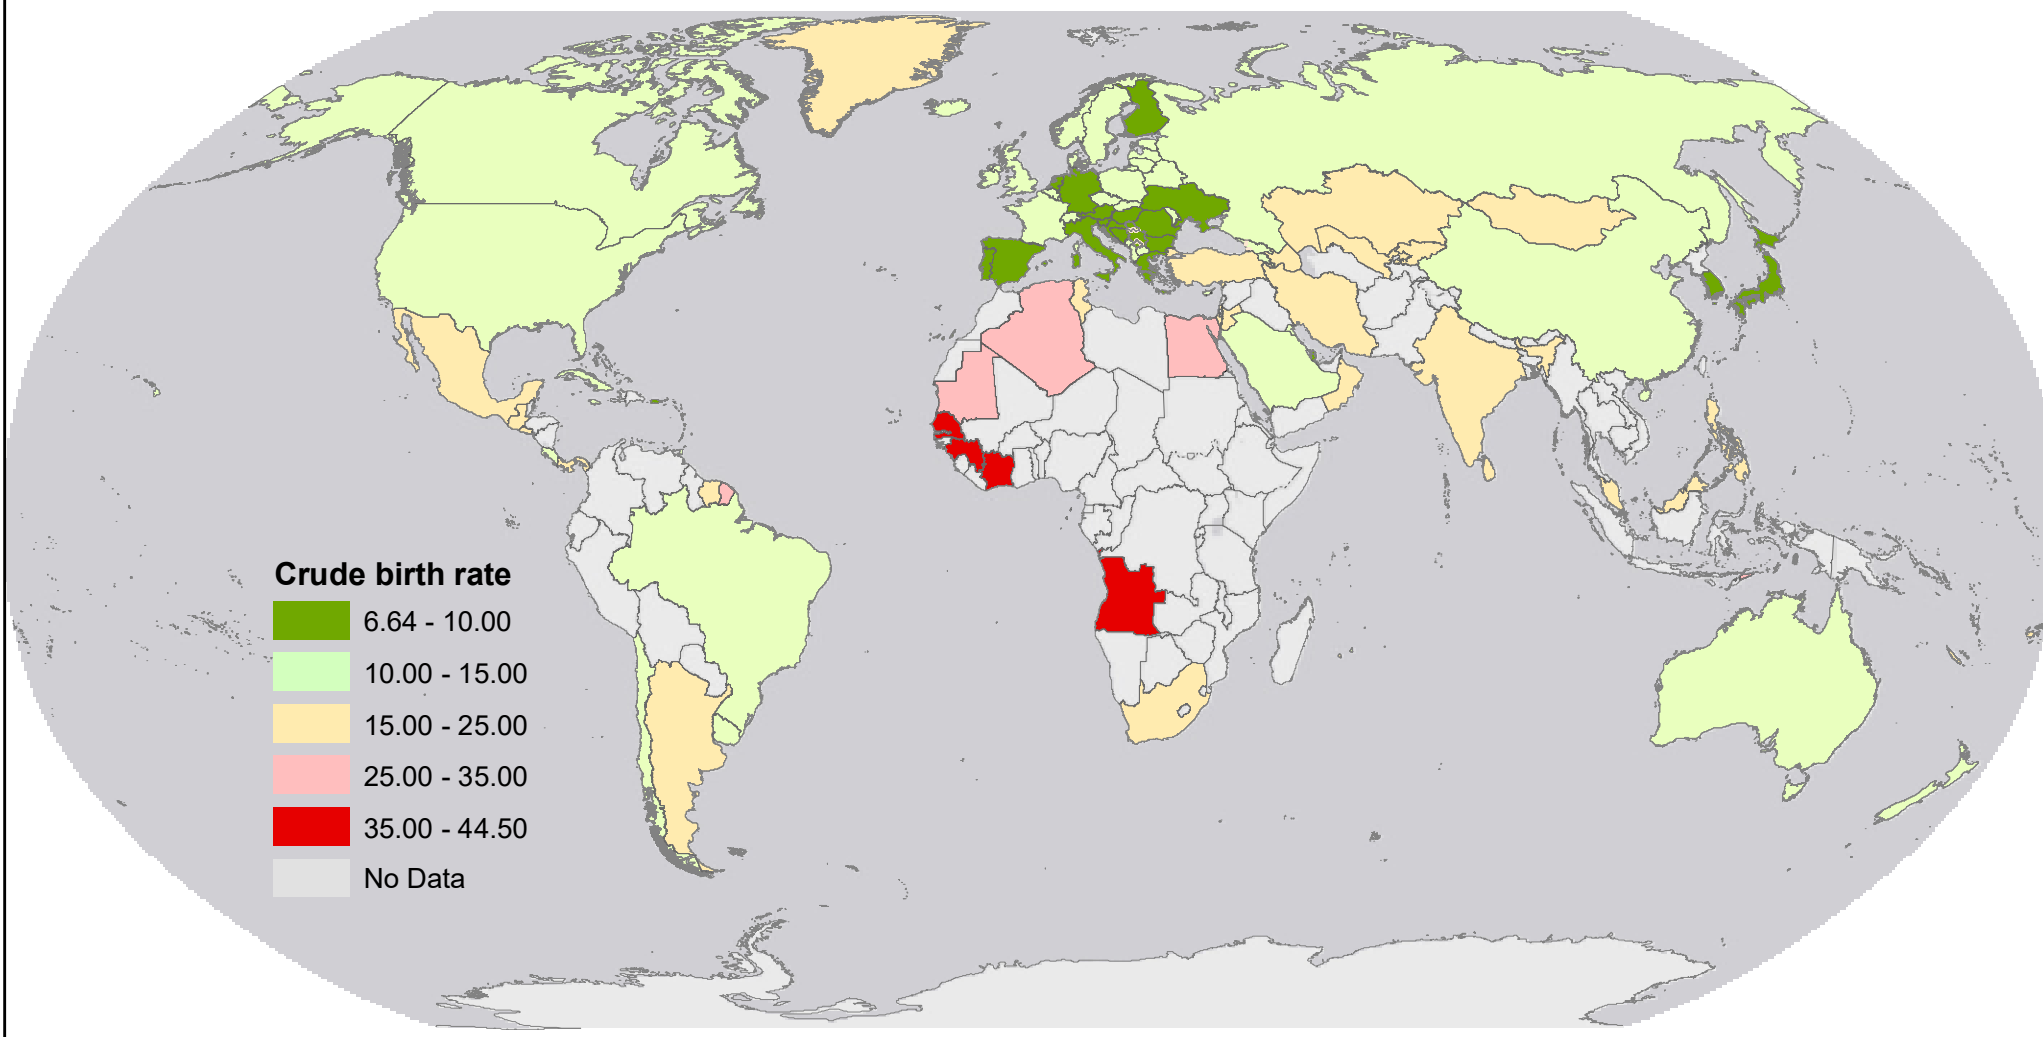 Crude birth rate
6.64 - 10.00
10.00 - 15.00
15.00 - 25.00
25.00 - 35.00
35.00 - 44.50
No Data